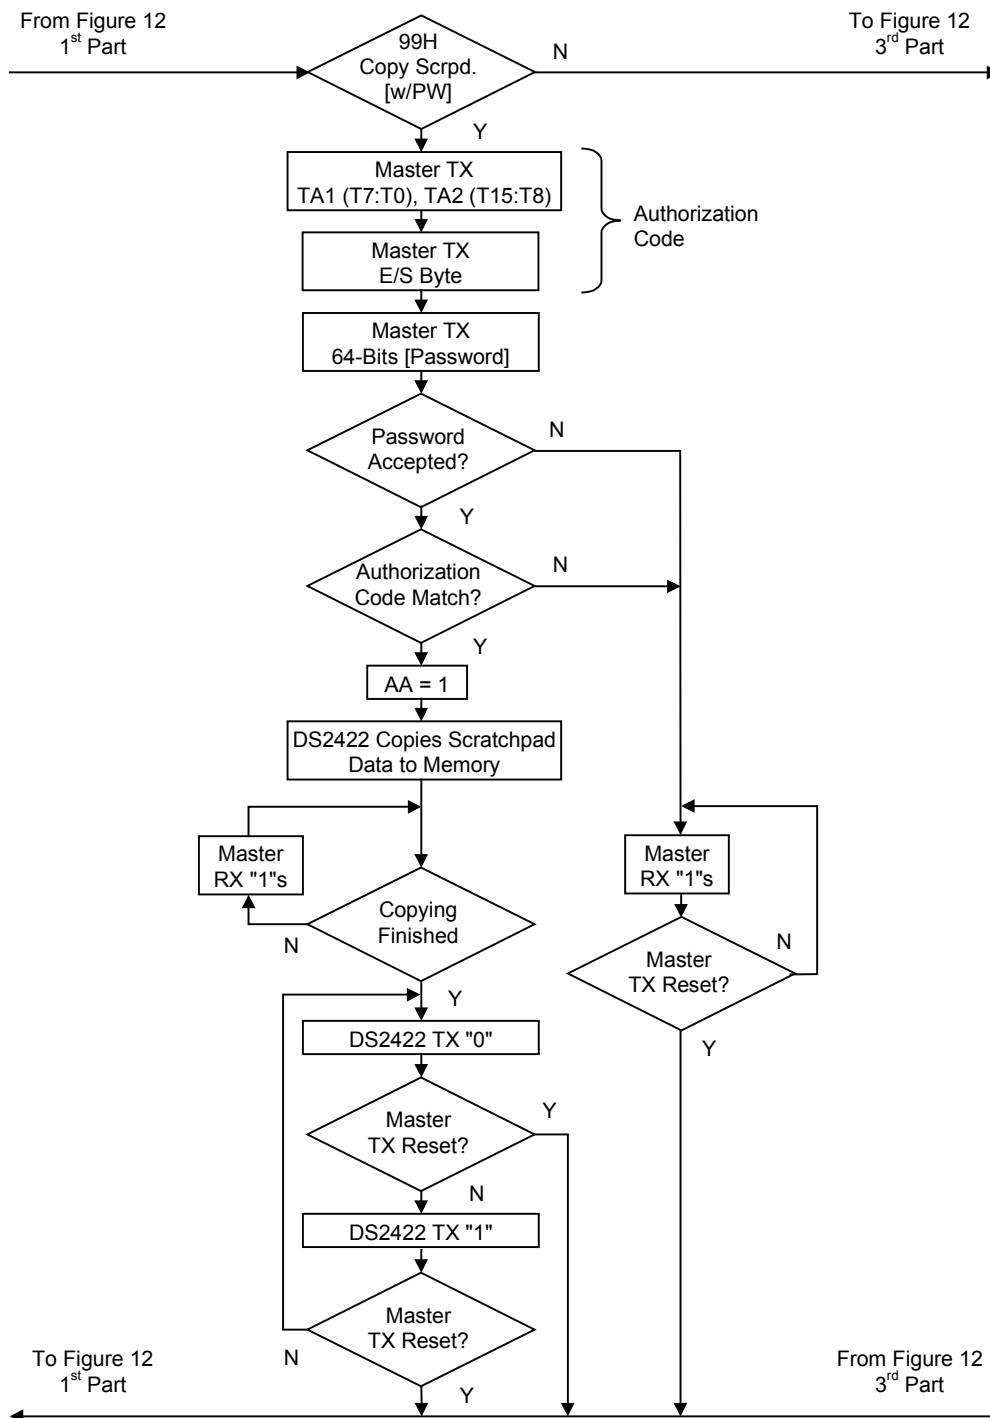 From Figure 12
1st Part
To Figure 12
3rd Part
99H
Copy Scrpd.
[w/PW]
N
Y
Master TX
TA1 (T7:T0), TA2 (T15:T8)
Authorization
Code
Master TX
E/S Byte
Master TX
64-Bits [Password]
Password
Accepted?
N
Y
Authorization
Code Match?
N
Y
AA = 1
DS2422 Copies Scratchpad
Data to Memory
Master
RX "1"s
Master
RX "1"s
Copying
Finished
N
Y
Master
TX Reset?
N
Y
DS2422 TX "0"
Master
TX Reset?
Y
N
DS2422 TX "1"
Master
TX Reset?
N
Y
To Figure 12
1st Part
From Figure 12
3rd Part